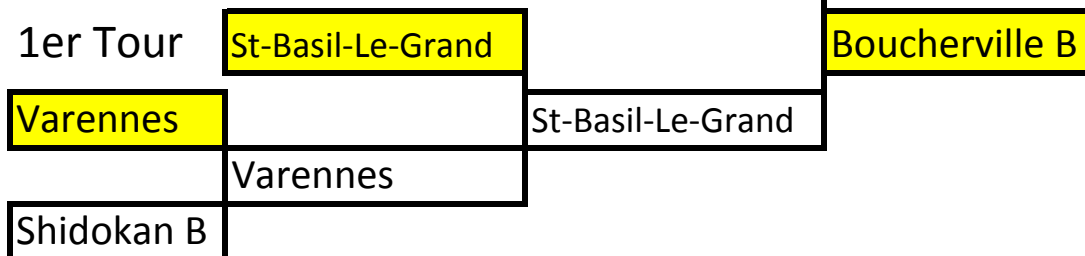 1er Tour St-Basil-Le-Grand Boucherville B
Varennes St-Basil-Le-Grand
Varennes
Shidokan B